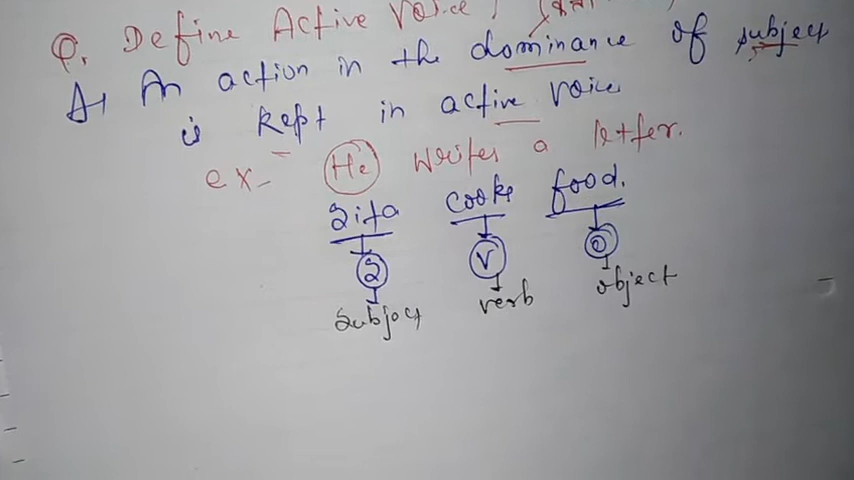 Q. Define Active Voice
A) An action in the dominance of subject
is kept in active voice
ex- He writes a letter.
Sita cooks food.
S V O
subject verb object